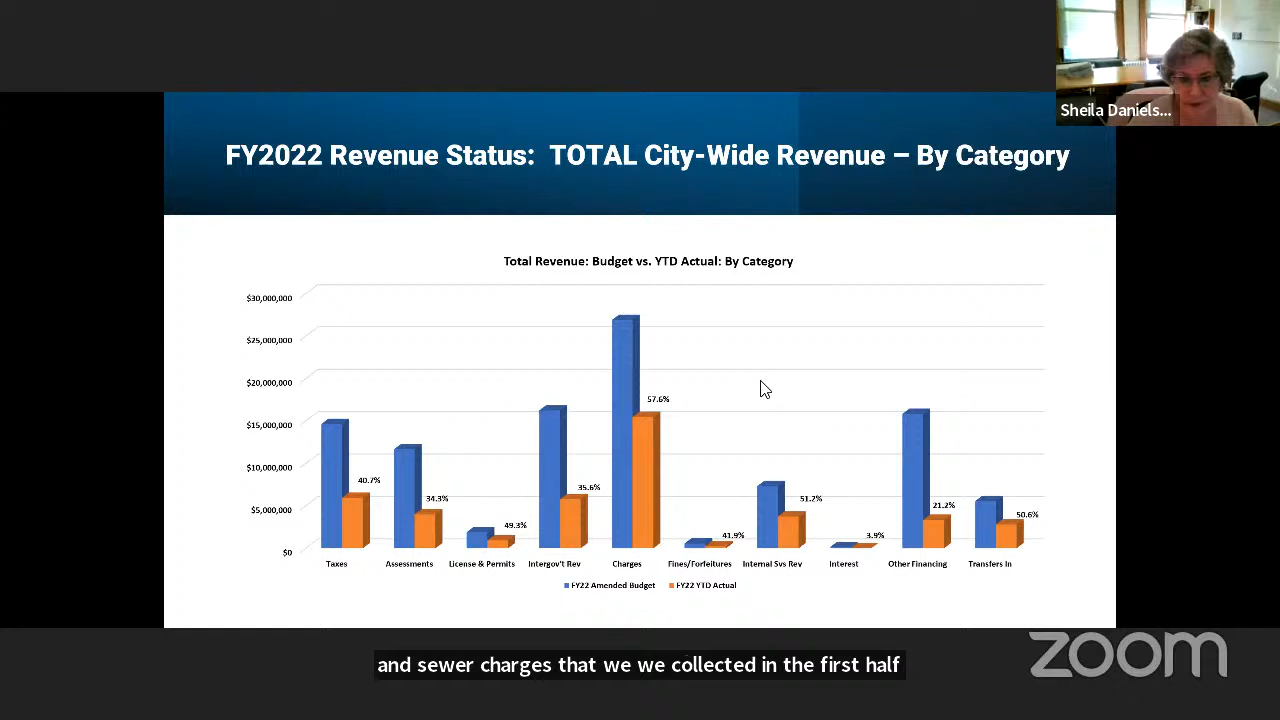 Sheila Daniels...
FY2022 Revenue Status: TOTAL City-Wide Revenue – By Category
Total Revenue: Budget vs. YTD Actual: By Category
$30,000,000
$25,000,000
$20,000,000
$15,000,000
$10,000,000
$5,000,000
$0
40.7%
34.3%
49.3%
35.6%
57.6%
41.9%
51.2%
3.9%
21.2%
50.6%
Taxes
Assessments
License & Permits
Intergov't Rev
Charges
Fines/Forfeitures
Internal Svs Rev
Interest
Other Financing
Transfers In
FY22 Amended Budget
FY22 YTD Actual
and sewer charges that we we collected in the first half
zoom